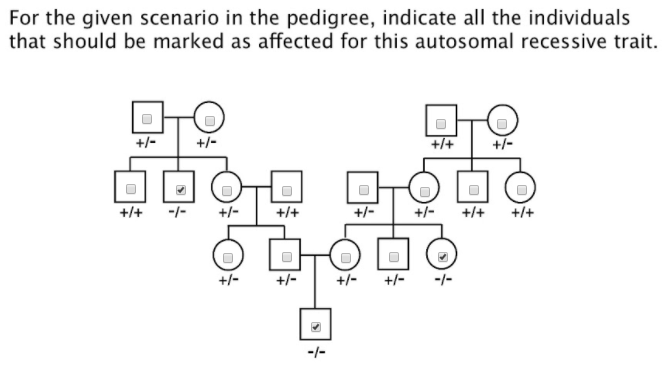 For the given scenario in the pedigree, indicate all the individuals
that should be marked as affected for this autosomal recessive trait.
+/- +/- +/+ +/-
+/+ -/- +/- +/+ +/- +/- +/+ +/+
+/- +/- +/- +/- -/-
-/-